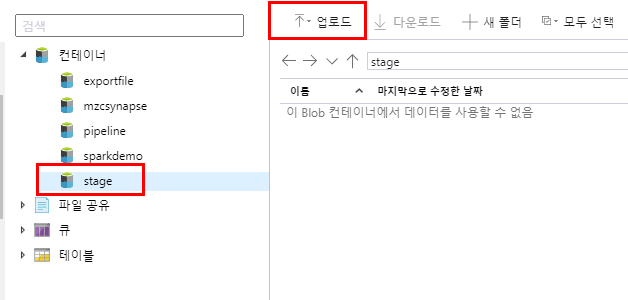 검색
컨테이너
exportfile
mzcsynapse
pipeline
sparkdemo
stage
파일 공유
큐
테이블
업로드 다운로드 새 폴더 모두 선택
stage
이름 마지막으로 수정한 날짜
이 Blob 컨테이너에서 데이터를 사용할 수 없음